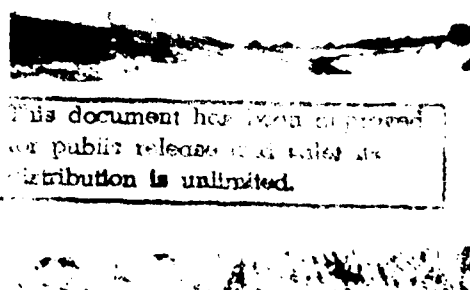 This document has been approved
for public release and sale; its
distribution is unlimited.